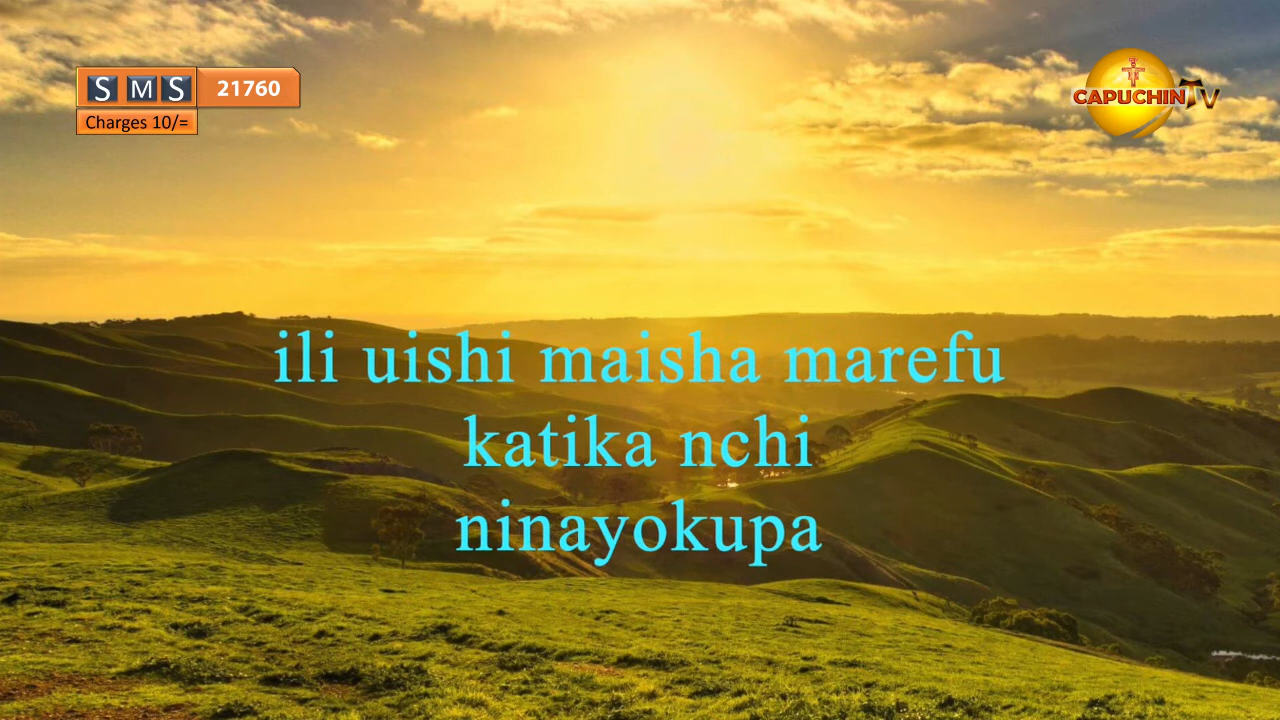 SMS 21760
Charges 10/=
CAPUCHIN TV
ili uishi maisha marefu
katika nchi
ninayokupa